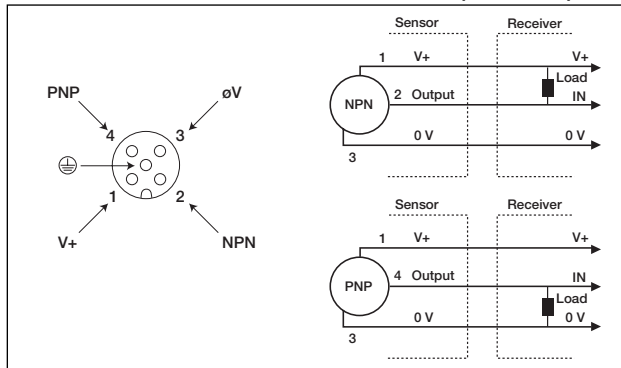 PNP
øV
4
3
1
2
V+
NPN
Sensor
Receiver
1
V+
V+
Load
NPN
2 Output
IN
0 V
0 V
3
Sensor
Receiver
1
V+
V+
PNP
4 Output
IN
Load
0 V
0 V
3